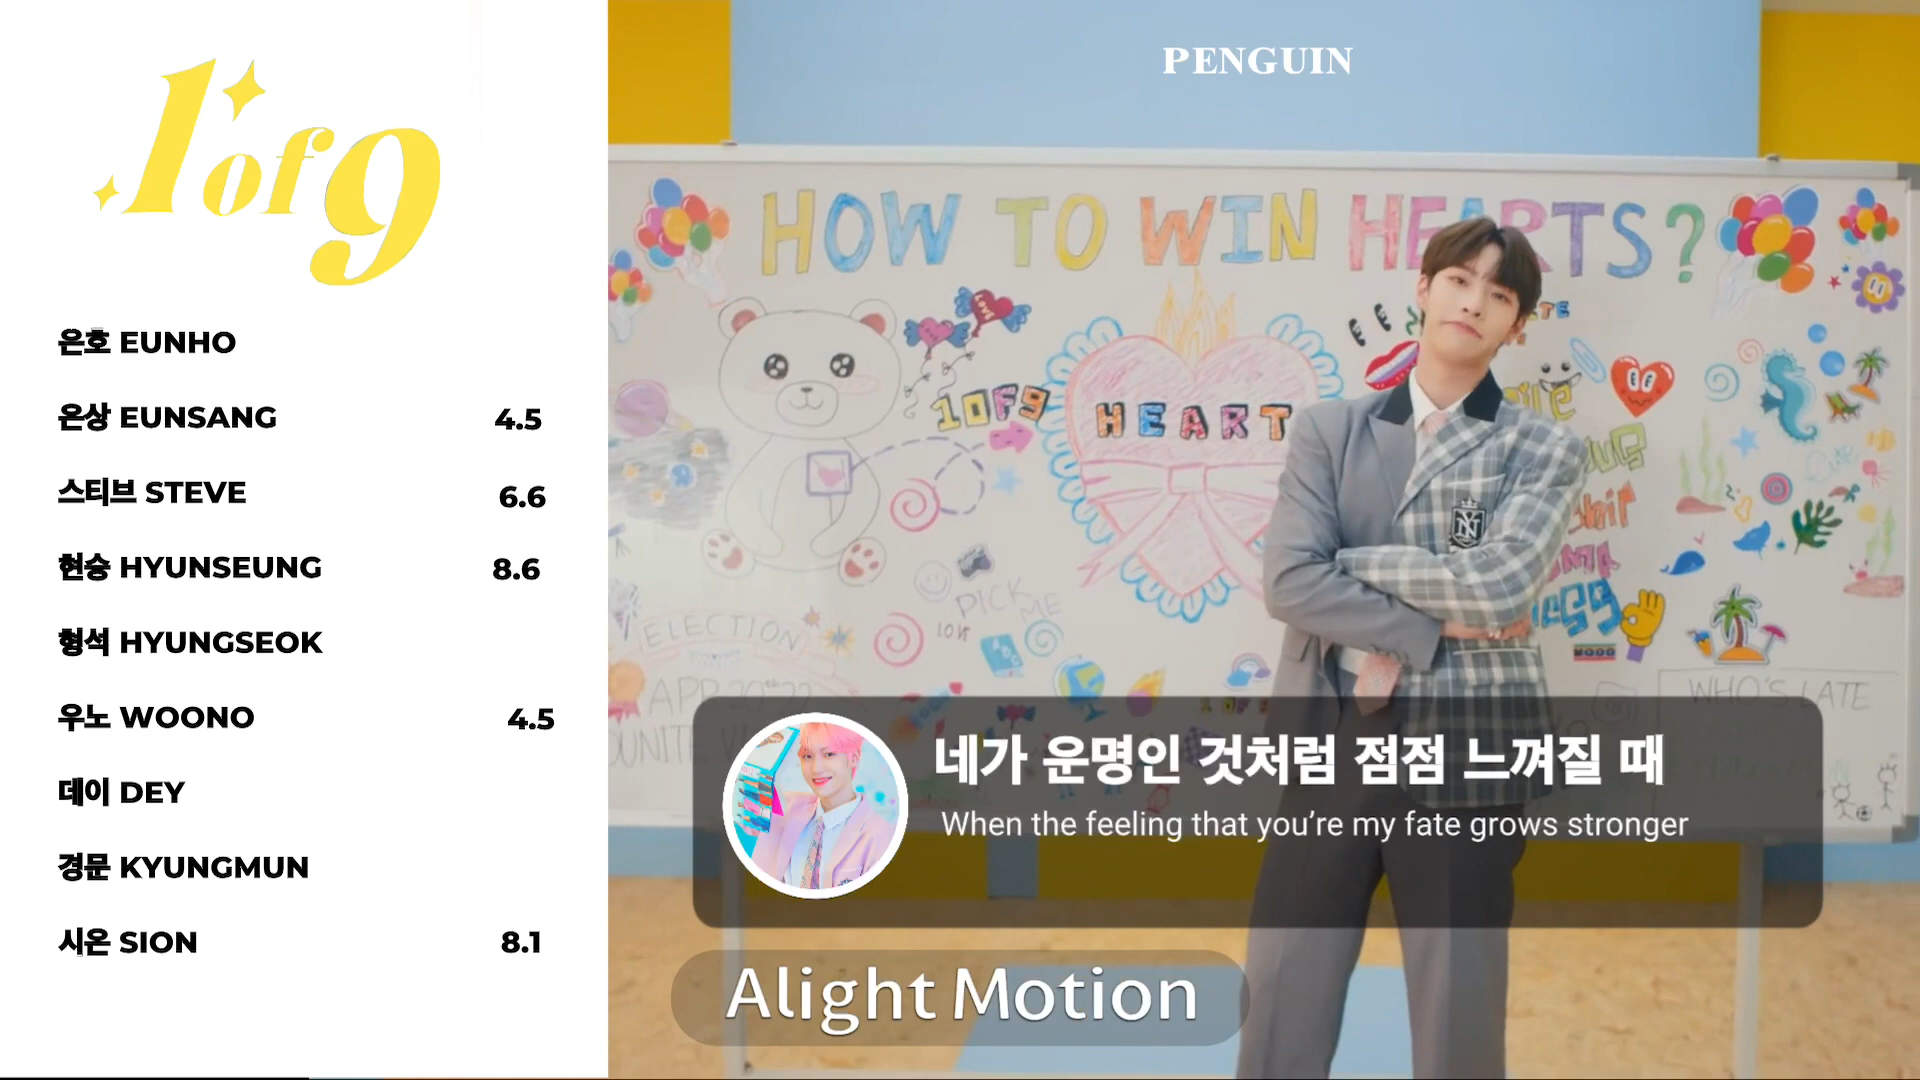 1of9
은호 EUNHO
은상 EUNSANG 4.5
스티브 STEVE 6.6
현승 HYUNSEUNG 8.6
형석 HYUNGSEOK
우노 WOONO 4.5
데이 DEY
경문 KYUNGMUN
시온 SION 8.1
PENGUIN
HOW TO WIN HEARTS?
LOVE
1OF9
HEART
PICK ME
ELECTION
MOOD
WHO'S LATE
네가 운명인 것처럼 점점 느껴질 때
When the feeling that you’re my fate grows stronger
Alight Motion